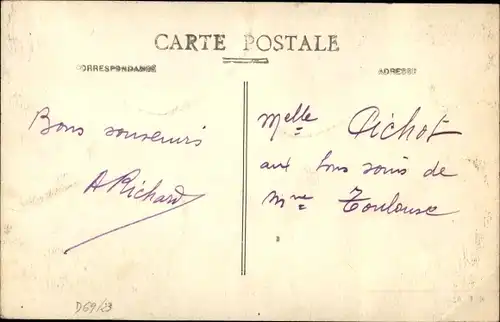 CARTE POSTALE
CORRESPONDANCE
ADRESSE
Bons souvenirs
A Richard
Melle Pichot
aux bons soins de
Mme Toulouse
D69/23